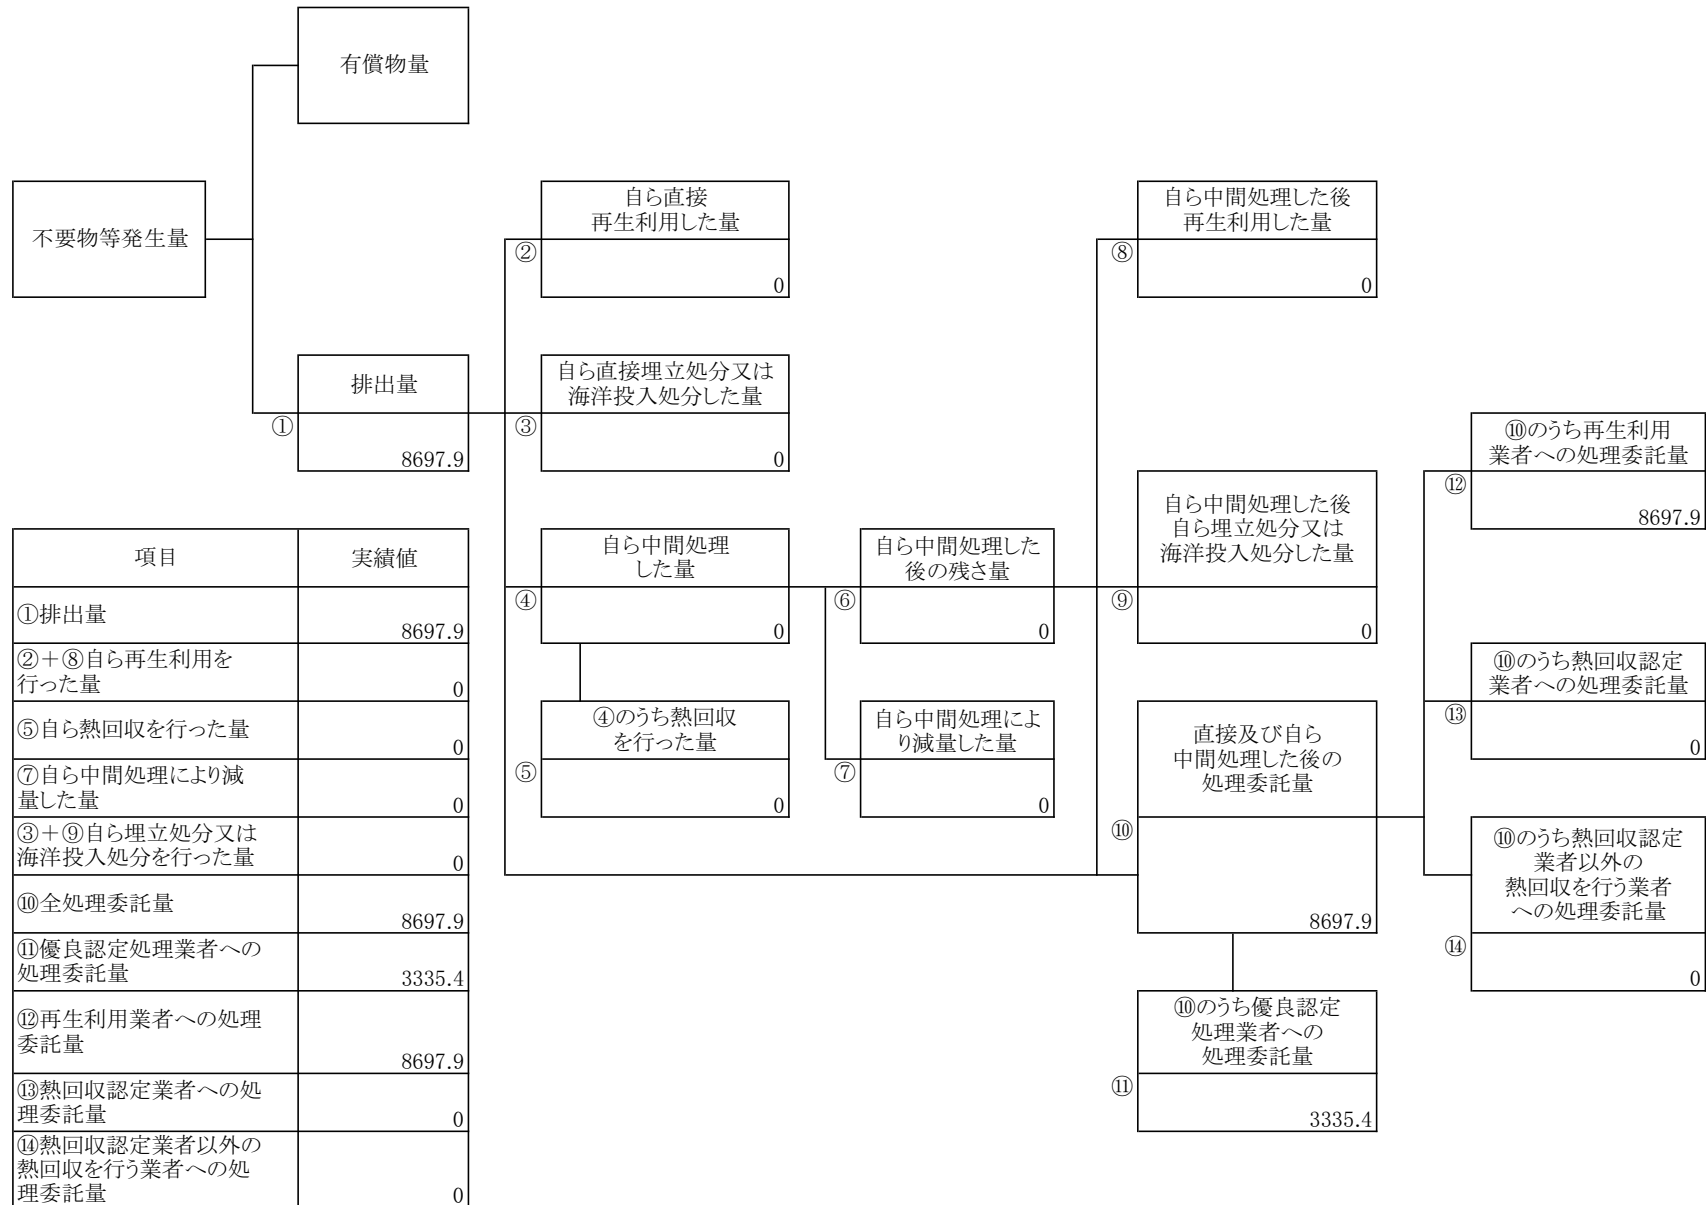 有償物量
不要物等発生量
自ら直接
再生利用した量
②
0
自ら中間処理した後
再生利用した量
⑧
0
排出量
①
8697.9
自ら直接埋立処分又は
海洋投入処分した量
③
0
⑩のうち再生利用
業者への処理委託量
⑫
8697.9
自ら中間処理
した量
④
0
自ら中間処理した
後の残さ量
⑥
0
自ら中間処理した後
自ら埋立処分又は
海洋投入処分した量
⑨
0
⑩のうち熱回収認定
業者への処理委託量
⑬
0
④のうち熱回収
を行った量
⑤
0
自ら中間処理によ
り減量した量
⑦
0
直接及び自ら
中間処理した後の
処理委託量
⑩
8697.9
⑩のうち熱回収認定
業者以外の
熱回収を行う業者
への処理委託量
⑭
0
⑩のうち優良認定
処理業者への
処理委託量
⑪
3335.4
項目 実績値
①排出量
8697.9
②+⑧自ら再生利用を
行った量
0
⑤自ら熱回収を行った量
0
⑦自ら中間処理により減
量した量
0
③+⑨自ら埋立処分又は
海洋投入処分を行った量
0
⑩全処理委託量
8697.9
⑪優良認定処理業者への
処理委託量
3335.4
⑫再生利用業者への処理
委託量
8697.9
⑬熱回収認定業者への処
理委託量
0
⑭熱回収認定業者以外の
熱回収を行う業者への処
理委託量
0